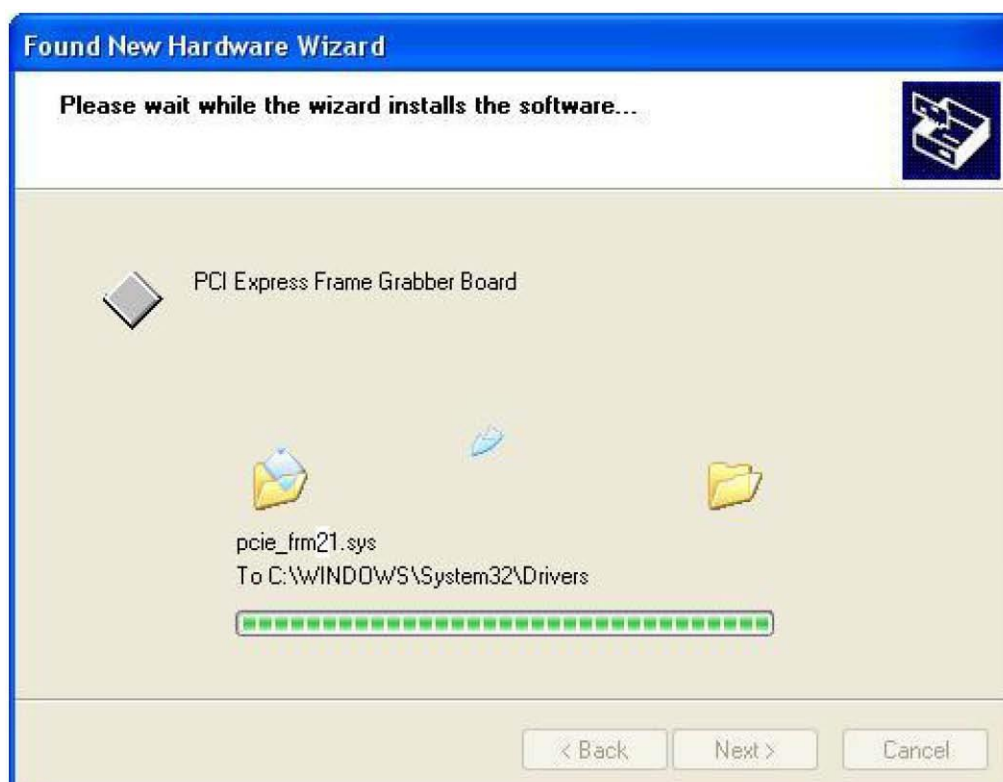 Found New Hardware Wizard
Please wait while the wizard installs the software...
PCI Express Frame Grabber Board
pcie_frm21.sys
To C:\WINDOWS\System32\Drivers
< Back Next > Cancel